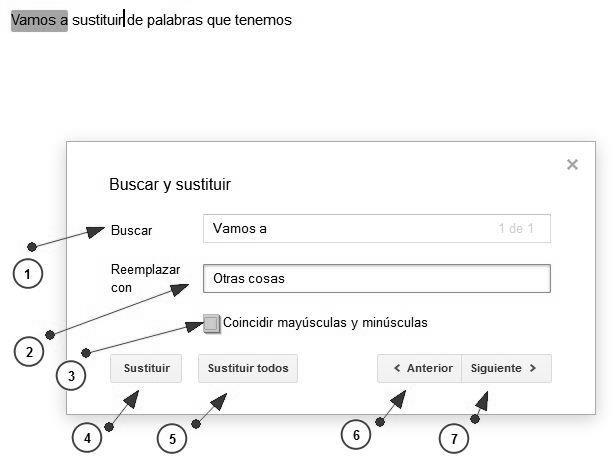 Vamos a sustituir de palabras que tenemos
Buscar y sustituir
Buscar
Vamos a
1 de 1
Reemplazar
con
Otras cosas
Coincidir mayúsculas y minúsculas
Sustituir
Sustituir todos
Anterior
Siguiente
1
2
3
4
5
6
7